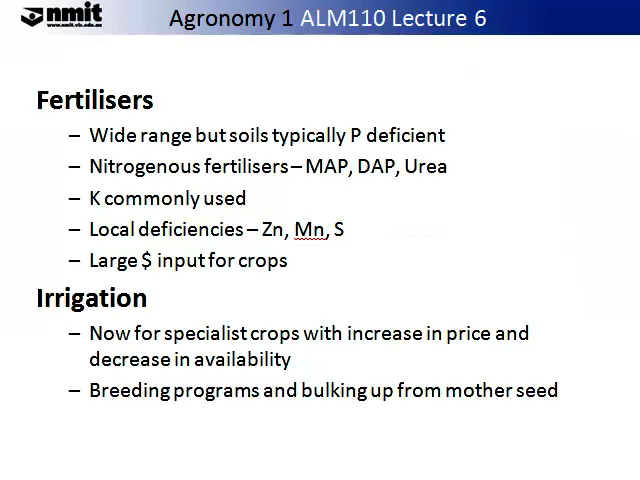 nmit
www.nmit.vic.edu.au
Agronomy 1 ALM110 Lecture 6
Fertilisers
– Wide range but soils typically P deficient
– Nitrogenous fertilisers – MAP, DAP, Urea
– K commonly used
– Local deficiencies – Zn, Mn, S
– Large $ input for crops
Irrigation
– Now for specialist crops with increase in price and
decrease in availability
– Breeding programs and bulking up from mother seed